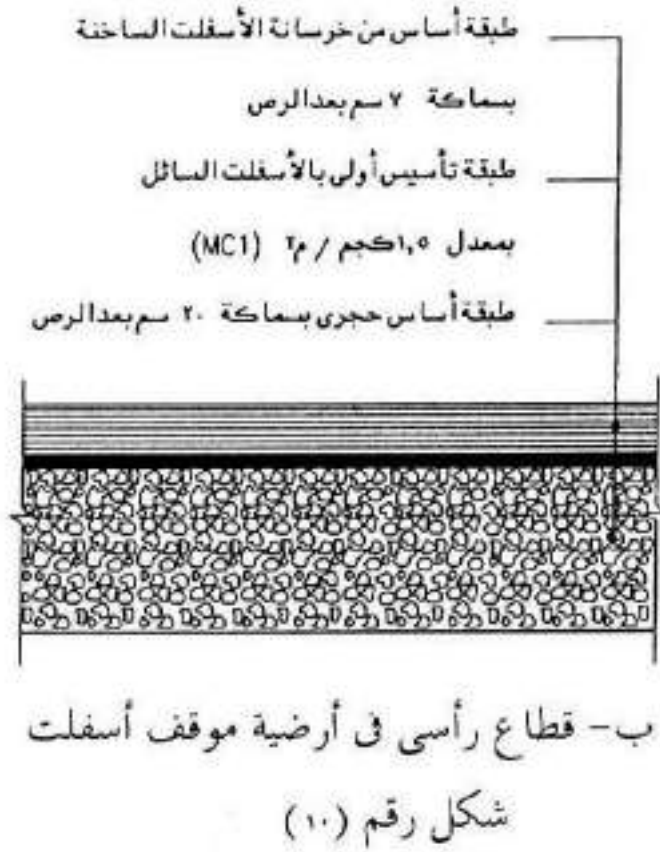 طبقة أساس من خرسانة الأسفلت الساخنة
بسماكة ٧ سم بعد الرص
طبقة تأسيس أولى بالأسفلت السائل
بمعدل ١,٥ كجم / م٢ (MC1)
طبقة أساس حجرى بسماكة ٢٠ سم بعد الرص
ب - قطاع رأسى فى أرضية موقف أسفلت
شكل رقم (١٠)